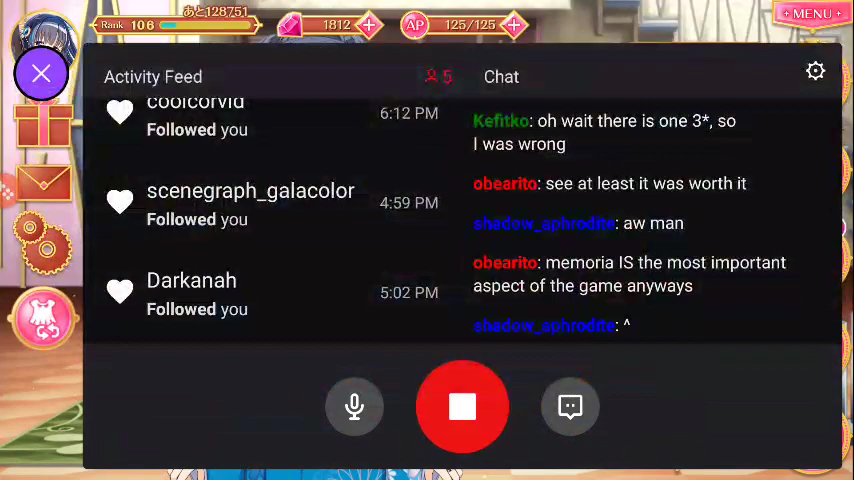 あと128751
Rank 106
1812
AP 125/125
MENU
Activity Feed
5
Chat
coolcorvid
Followed you
6:12 PM
scenegraph_galacolor
Followed you
4:59 PM
Darkanah
Followed you
5:02 PM
Kefitko: oh wait there is one 3*, so
I was wrong
obearito: see at least it was worth it
shadow_aphrodite: aw man
obearito: memoria IS the most important
aspect of the game anyways
shadow_aphrodite: ^